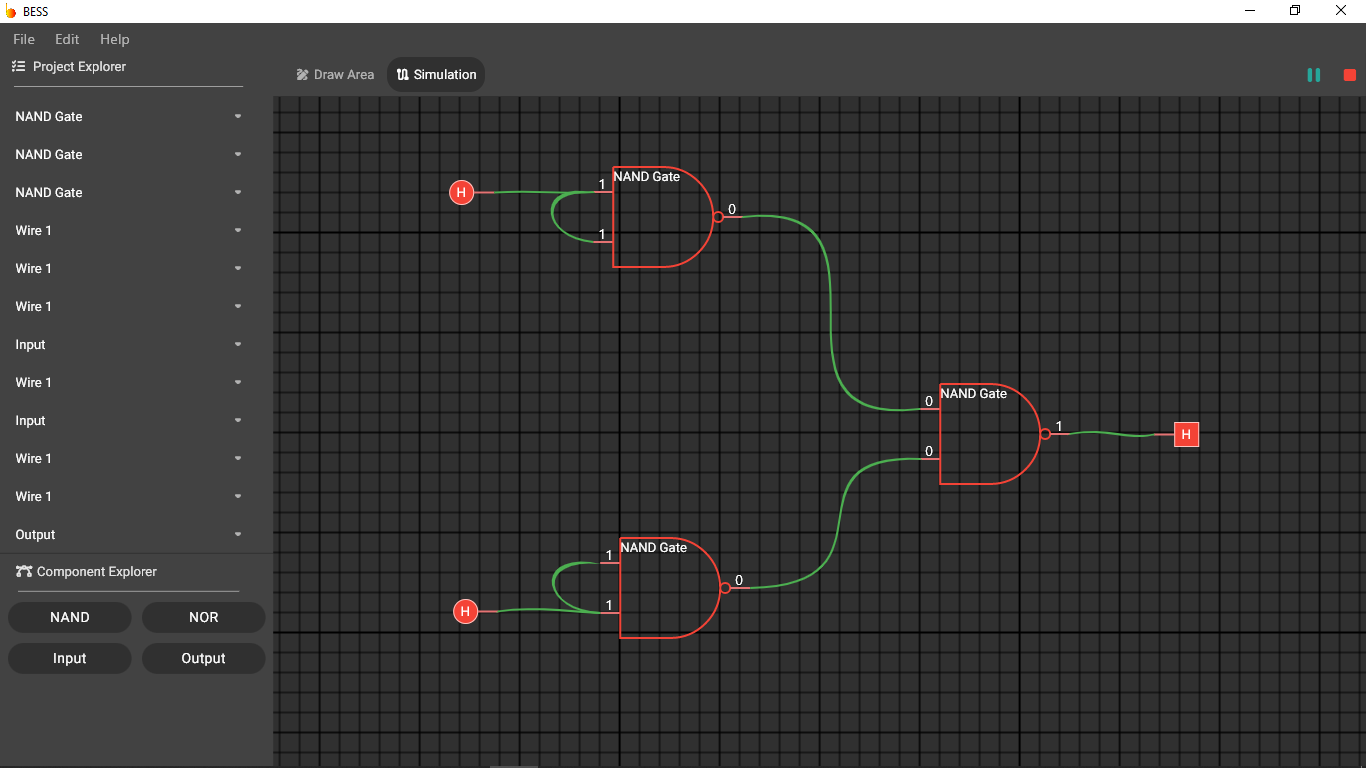 BESS
File Edit Help
Project Explorer
Draw Area Simulation
NAND Gate
NAND Gate
NAND Gate
Wire 1
Wire 1
Wire 1
Input
Wire 1
Input
Wire 1
Wire 1
Output
Component Explorer
NAND NOR
Input Output
NAND Gate
H 1
1
0
NAND Gate
0
0
1
H
NAND Gate
1
0
H 1